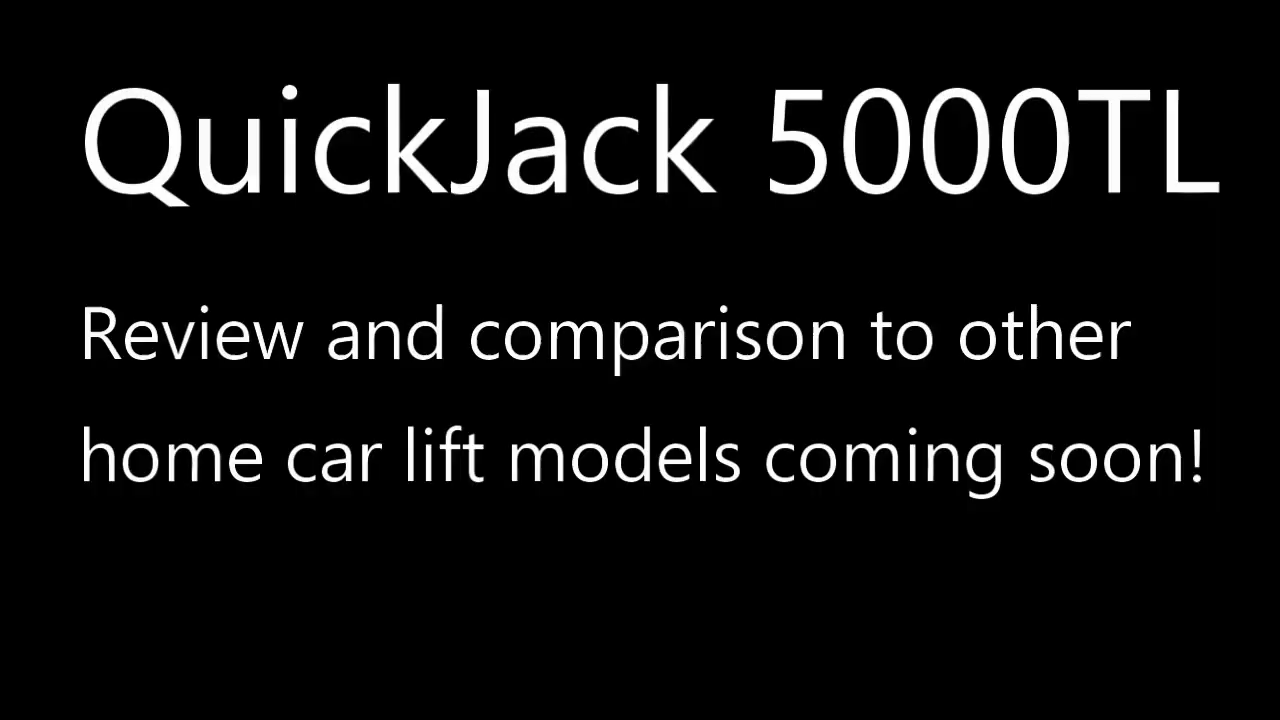 QuickJack 5000TL
Review and comparison to other
home car lift models coming soon!